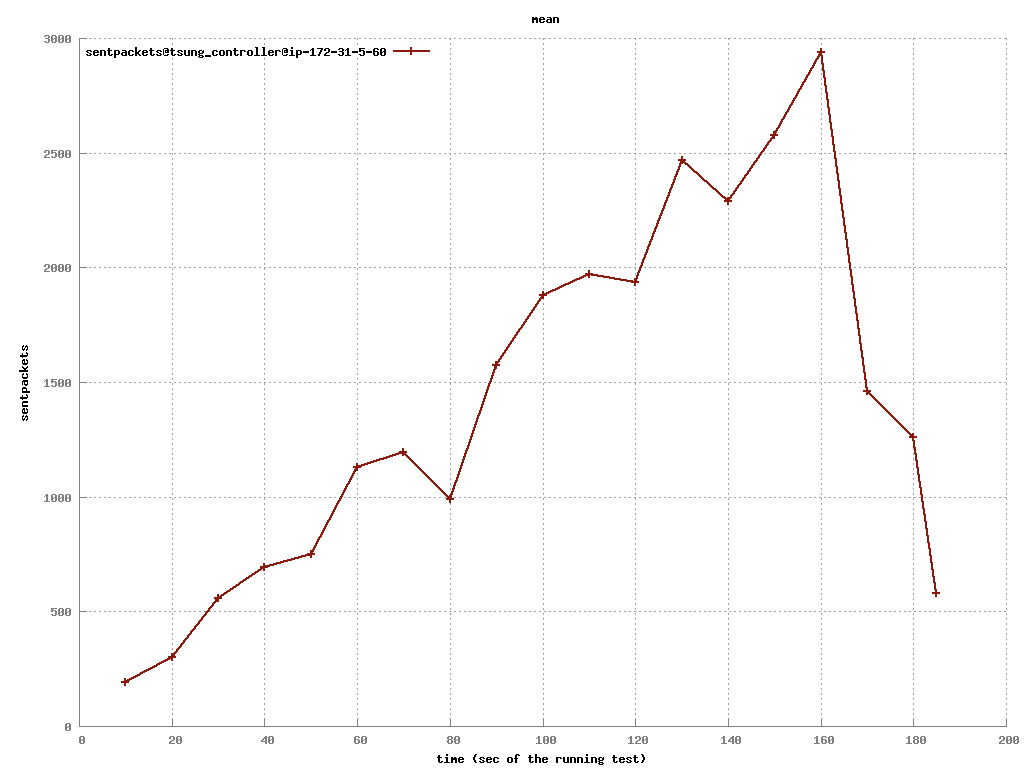 mean
sentpackets@tsung_controller@ip-172-31-5-60
3000
2500
2000
1500
1000
500
0
sentpackets
0 20 40 60 80 100 120 140 160 180 200
time (sec of the running test)